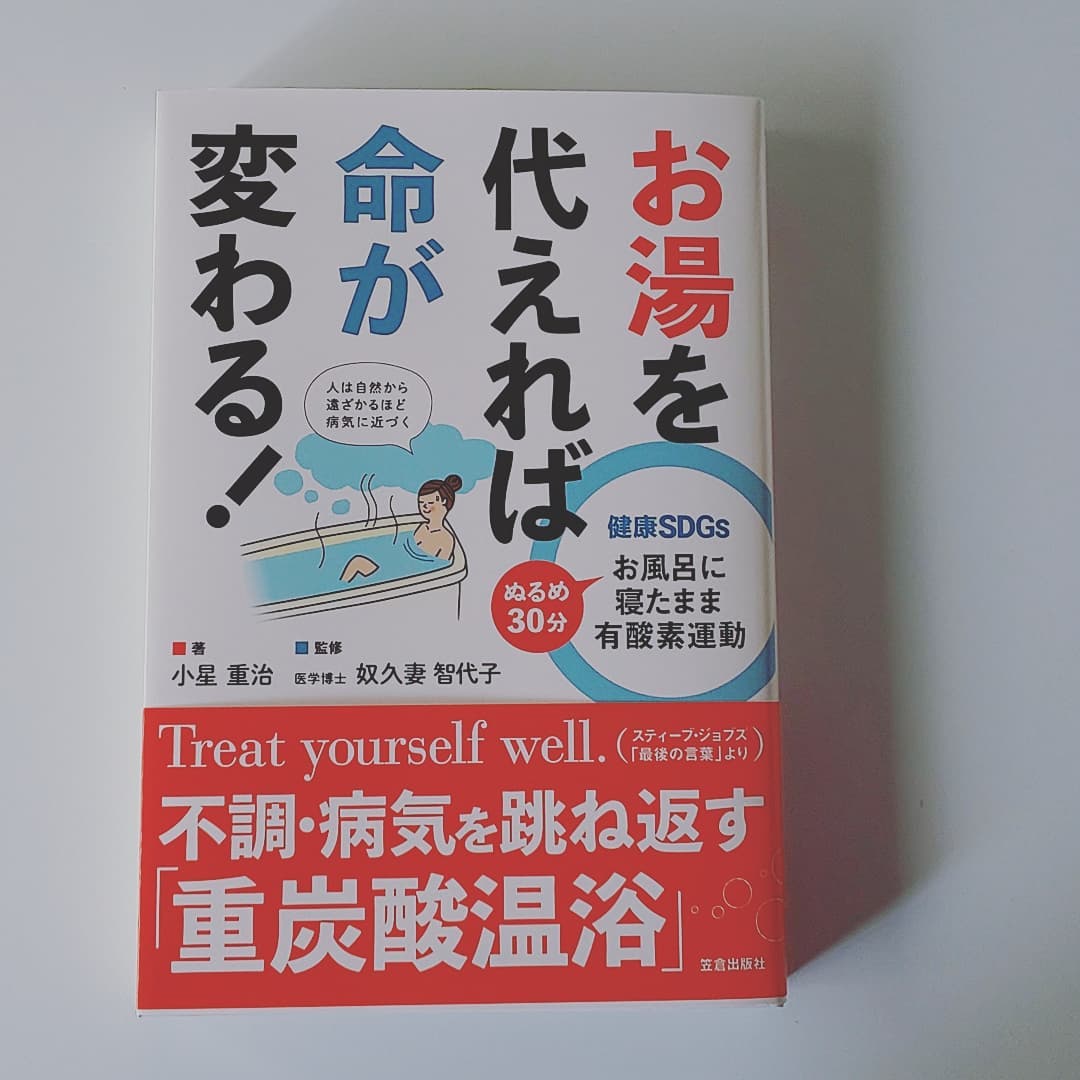 お湯を
代えれば
命が
変わる!
人は自然から
遠ざかるほど
病気に近づく
健康SDGs
お風呂に
寝たまま
有酸素運動
ぬるめ
30分
著
小星 重治
監修
医学博士 奴久妻 智代子
Treat yourself well.
(スティーブ・ジョブス
「最後の言葉」より)
不調・病気を跳ね返す
「重炭酸温浴」
笠倉出版社